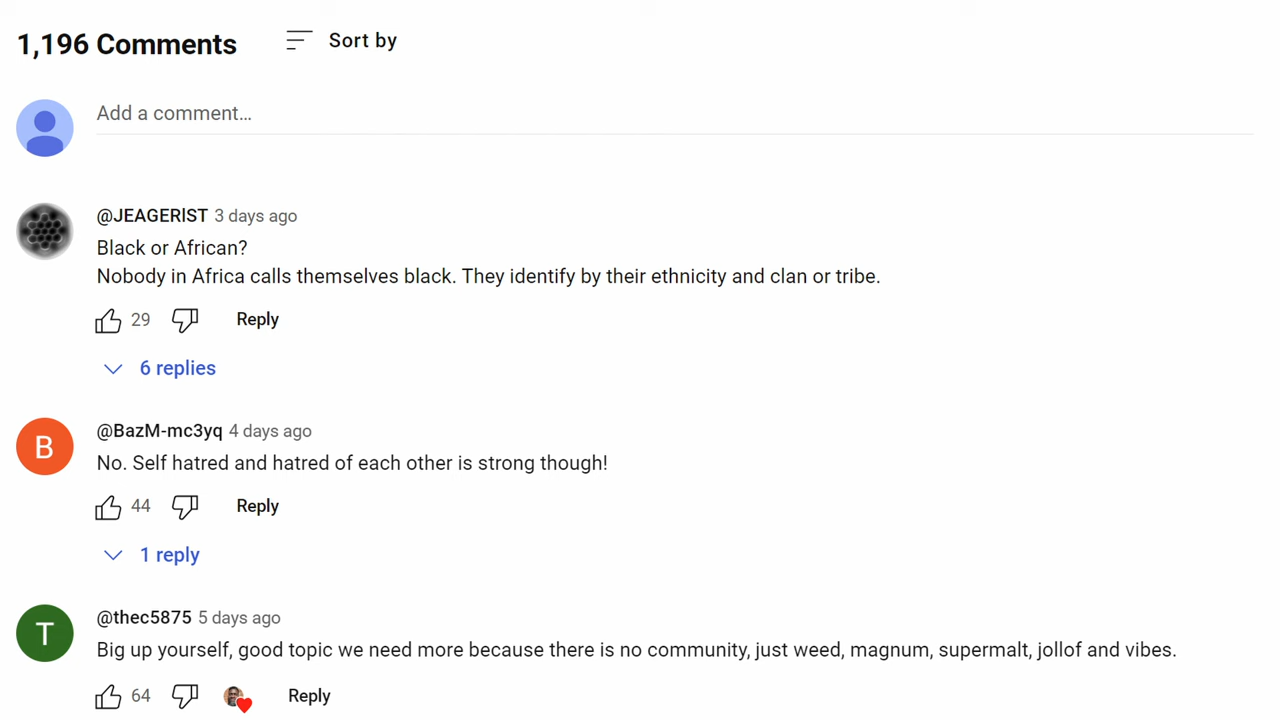 1,196 Comments
Sort by
Add a comment...
@JEAGERlST 3 days ago
Black or African?
Nobody in Africa calls themselves black. They identify by their ethnicity and clan or tribe.
29
Reply
6 replies
B
@BazM-mc3yq 4 days ago
No. Self hatred and hatred of each other is strong though!
44
Reply
1 reply
T
@thec5875 5 days ago
Big up yourself, good topic we need more because there is no community, just weed, magnum, supermalt, jollof and vibes.
64
Reply